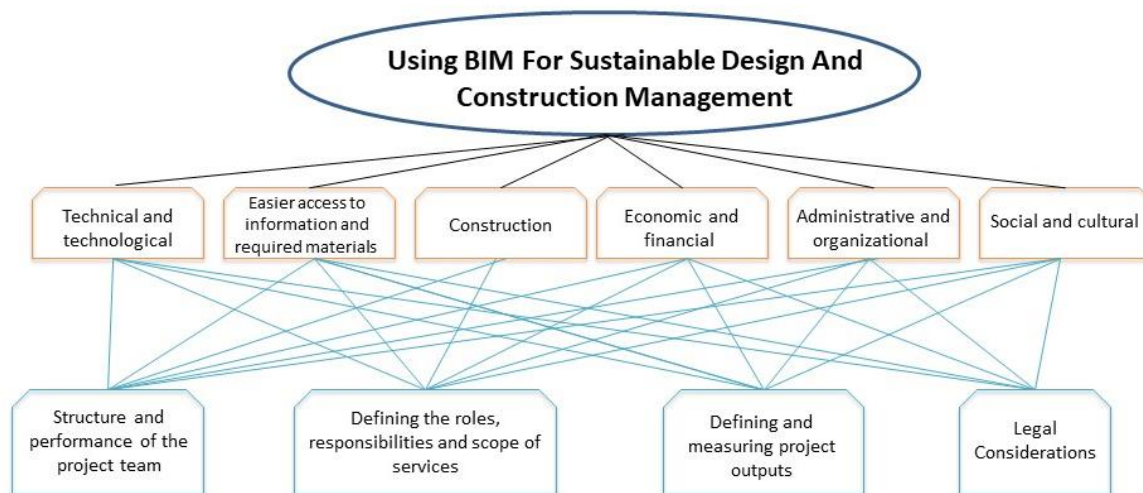 Using BIM For Sustainable Design And
Construction Management
Technical and
technological
Easier access to
information and
required materials
Construction
Economic and
financial
Administrative and
organizational
Social and cultural
Structure and
performance of the
project team
Defining the roles,
responsibilities and scope of
services
Defining and
measuring project
outputs
Legal
Considerations